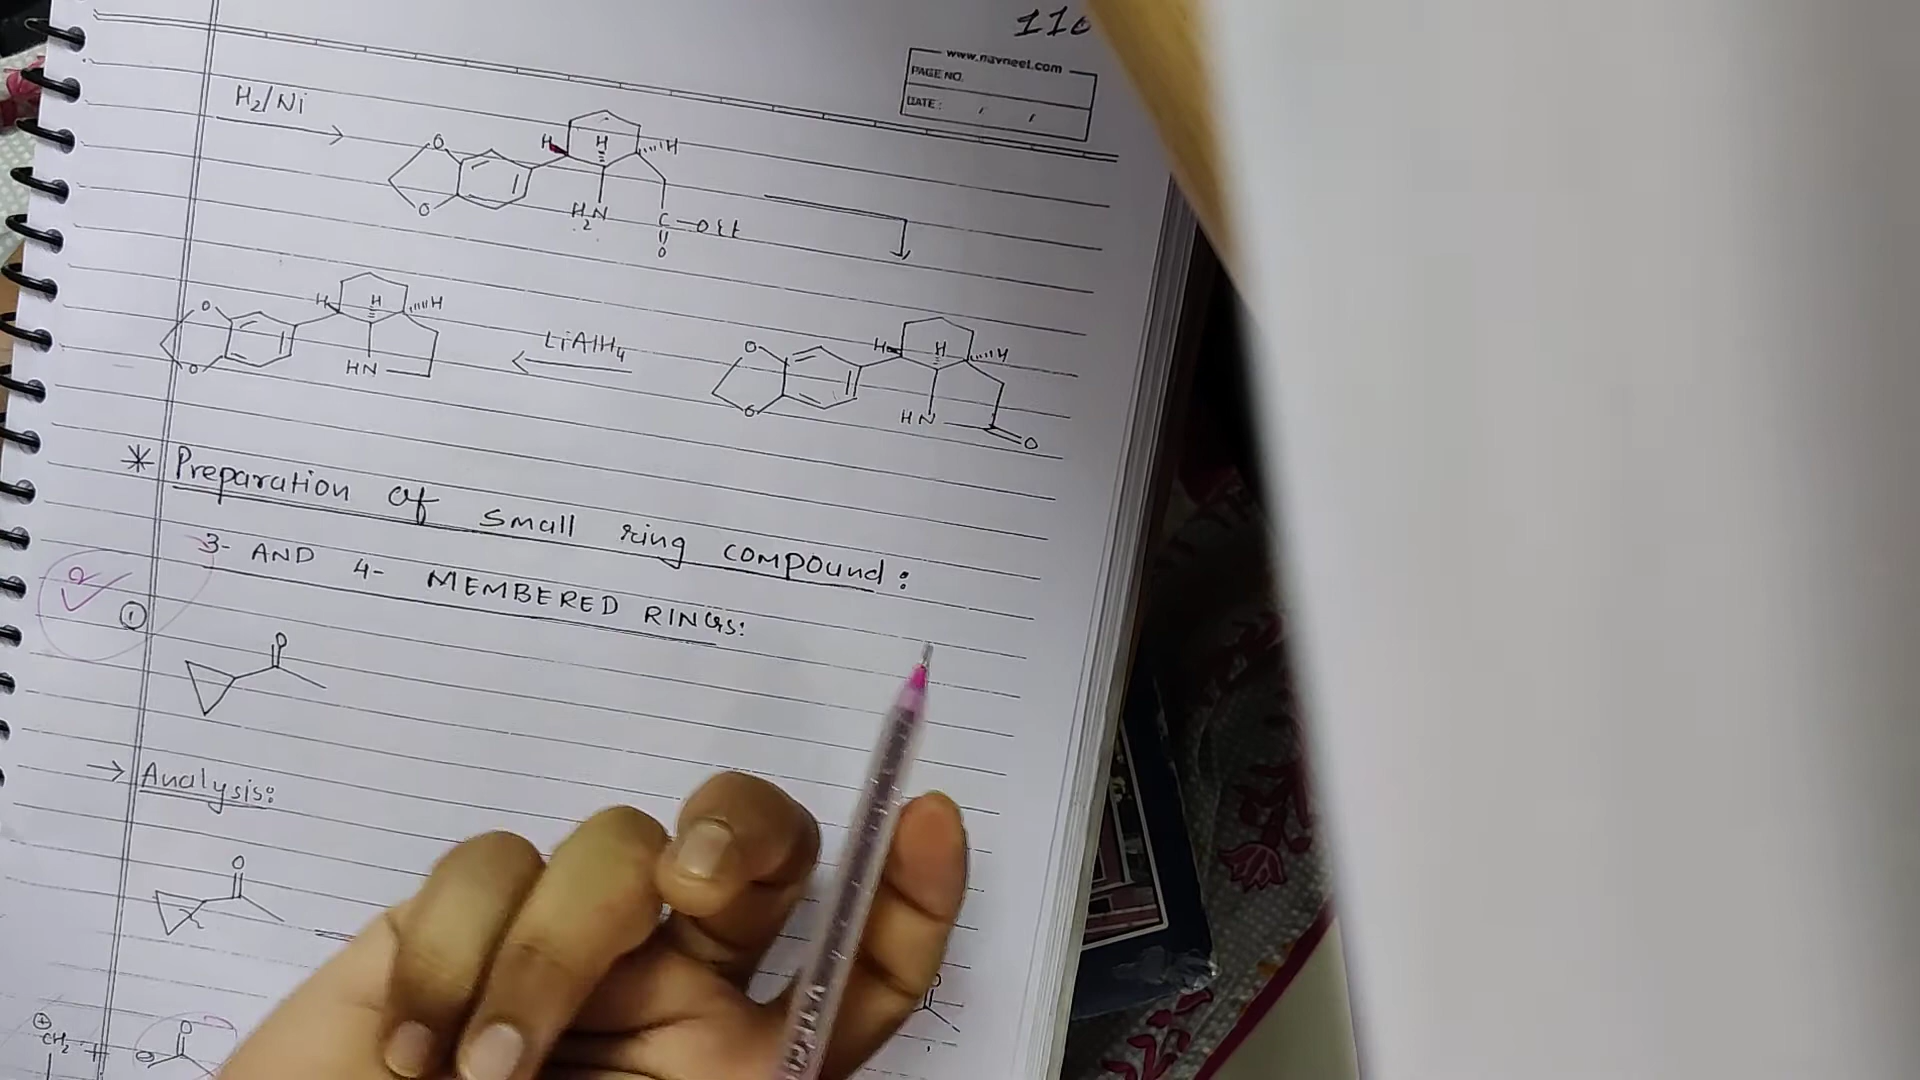 110
www.navneet.com
PAGE NO.
DATE: / /
H2/Ni
O
O
H
H
H
H2N
C-OEt
O
O
O
H
H
H
HN
LiAlH4
O
O
H
H
H
HN
O
* Preparation of small ring compound:
3- AND 4- MEMBERED RINGS:
①
O
→ Analysis:
O
O
⊕
CH2 +
⊖
O